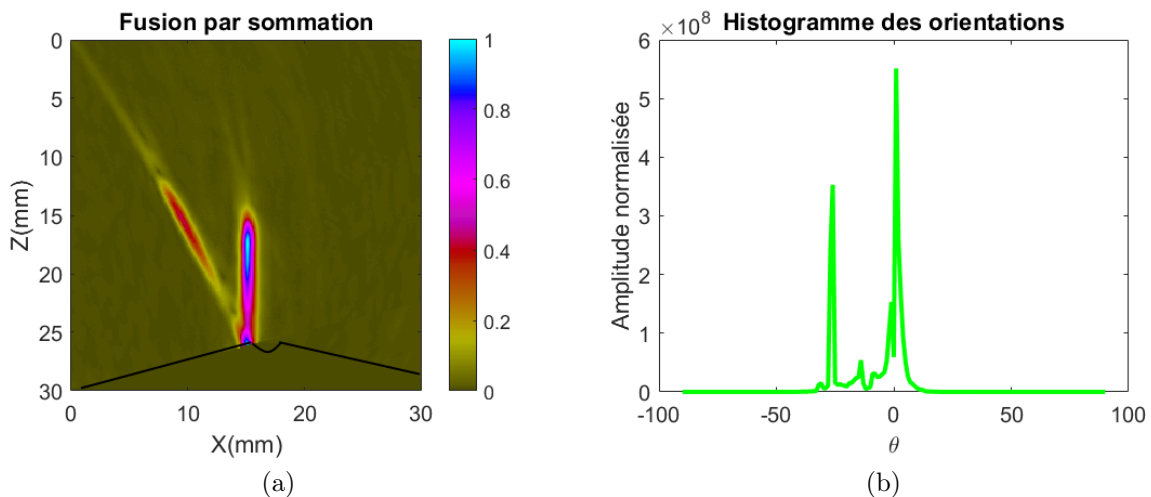 Fusion par sommation
0
5
10
15
20
25
30
Z(mm)
0 10 20 30
X(mm)
1
0.8
0.6
0.4
0.2
0
(a)
Histogramme des orientations
×10⁸
6
5
4
3
2
1
0
Amplitude normalisée
-100 -50 0 50 100
θ
(b)